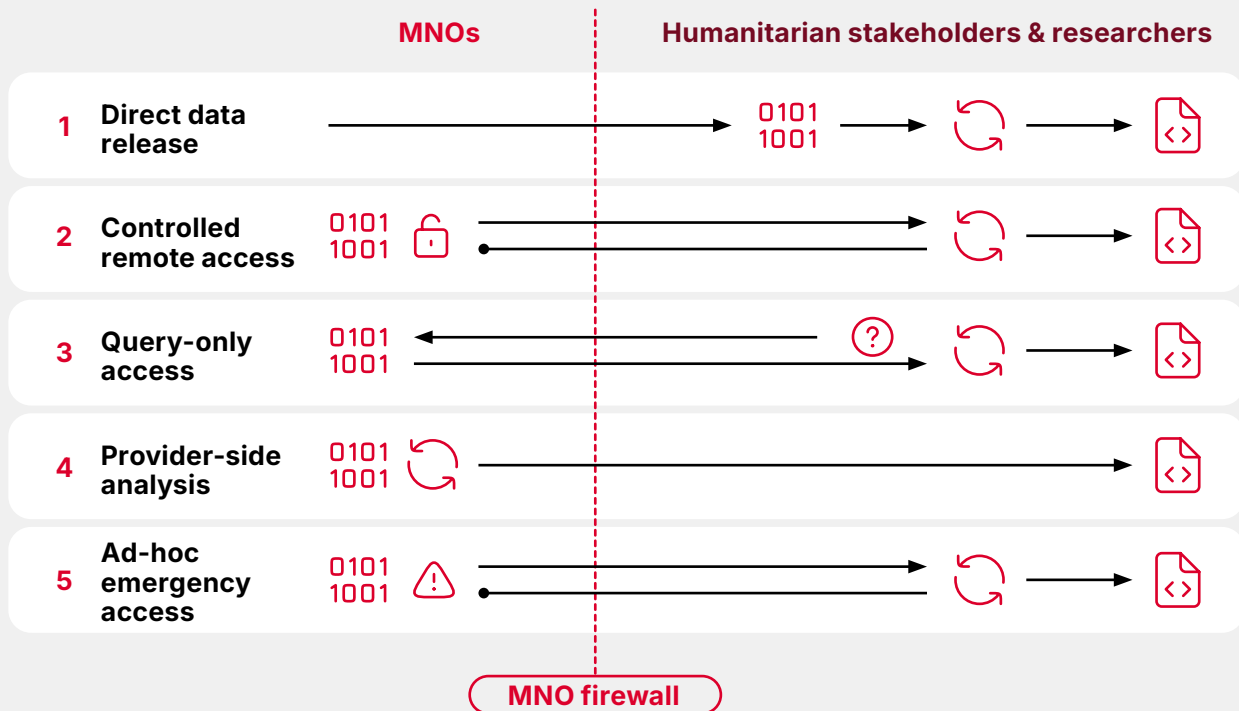 MNOs
Humanitarian stakeholders & researchers
1
Direct data
release
0101
1001
2
Controlled
remote access
0101
1001
3
Query-only
access
0101
1001
?
4
Provider-side
analysis
0101
1001
5
Ad-hoc
emergency
access
0101
1001
MNO firewall